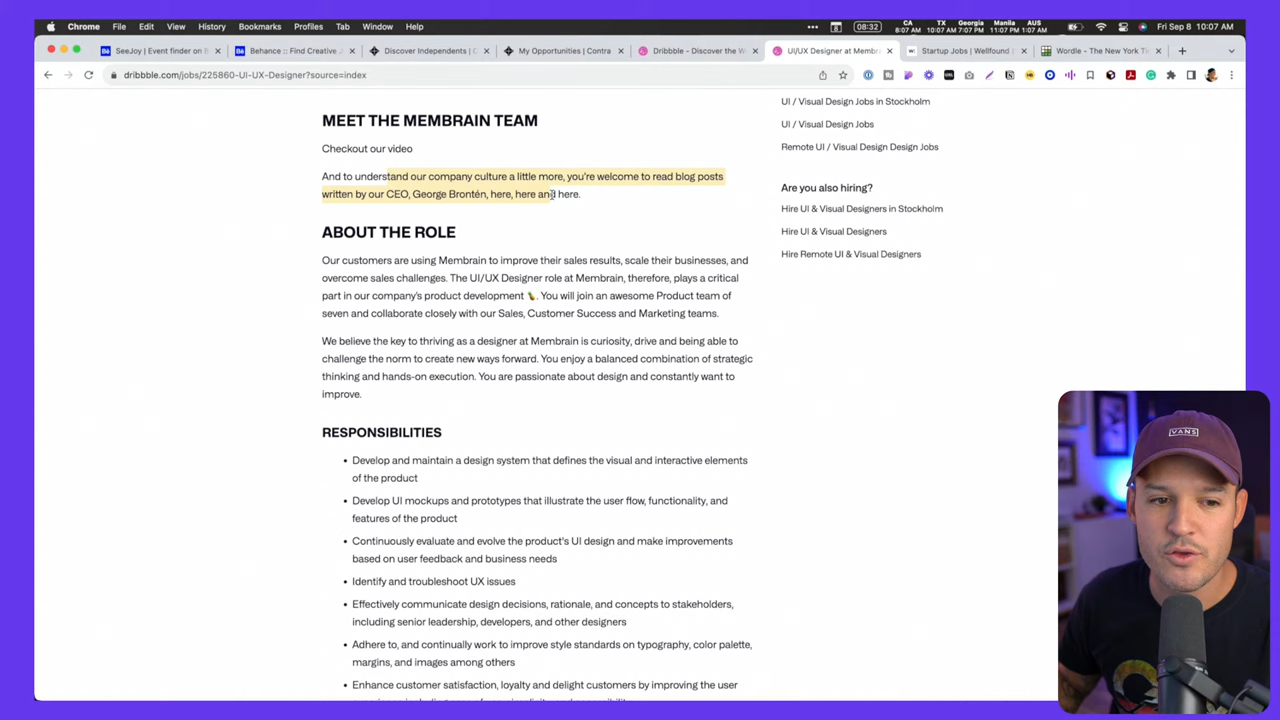 Chrome File Edit View History Bookmarks Profiles Tab Window Help
8 08:32 CA 8:07 AM TX 10:07 AM Georgia 7:07 PM Manila 11:07 PM AUS 1:07 AM Fri Sep 8 10:07 AM
SeeJoy | Event finder on B Behance :: Find Creative J Discover Independents | C My Opportunities | Contra Dribbble - Discover the W UI/UX Designer at Membra Startup Jobs | Wellfound Wordle – The New York Ti
dribbble.com/jobs/225860-UI-UX-Designer?source=index
MEET THE MEMBRAIN TEAM
Checkout our video
And to understand our company culture a little more, you're welcome to read blog posts
written by our CEO, George Brontén, here, here and here.
ABOUT THE ROLE
Our customers are using Membrain to improve their sales results, scale their businesses, and
overcome sales challenges. The UI/UX Designer role at Membrain, therefore, plays a critical
part in our company's product development 🍾. You will join an awesome Product team of
seven and collaborate closely with our Sales, Customer Success and Marketing teams.
We believe the key to thriving as a designer at Membrain is curiosity, drive and being able to
challenge the norm to create new ways forward. You enjoy a balanced combination of strategic
thinking and hands-on execution. You are passionate about design and constantly want to
improve.
RESPONSIBILITIES
• Develop and maintain a design system that defines the visual and interactive elements
of the product
• Develop UI mockups and prototypes that illustrate the user flow, functionality, and
features of the product
• Continuously evaluate and evolve the product's UI design and make improvements
based on user feedback and business needs
• Identify and troubleshoot UX issues
• Effectively communicate design decisions, rationale, and concepts to stakeholders,
including senior leadership, developers, and other designers
• Adhere to, and continually work to improve style standards on typography, color palette,
margins, and images among others
• Enhance customer satisfaction, loyalty and delight customers by improving the user
UI / Visual Design Jobs in Stockholm
UI / Visual Design Jobs
Remote UI / Visual Design Design Jobs
Are you also hiring?
Hire UI & Visual Designers in Stockholm
Hire UI & Visual Designers
Hire Remote UI & Visual Designers
VANS